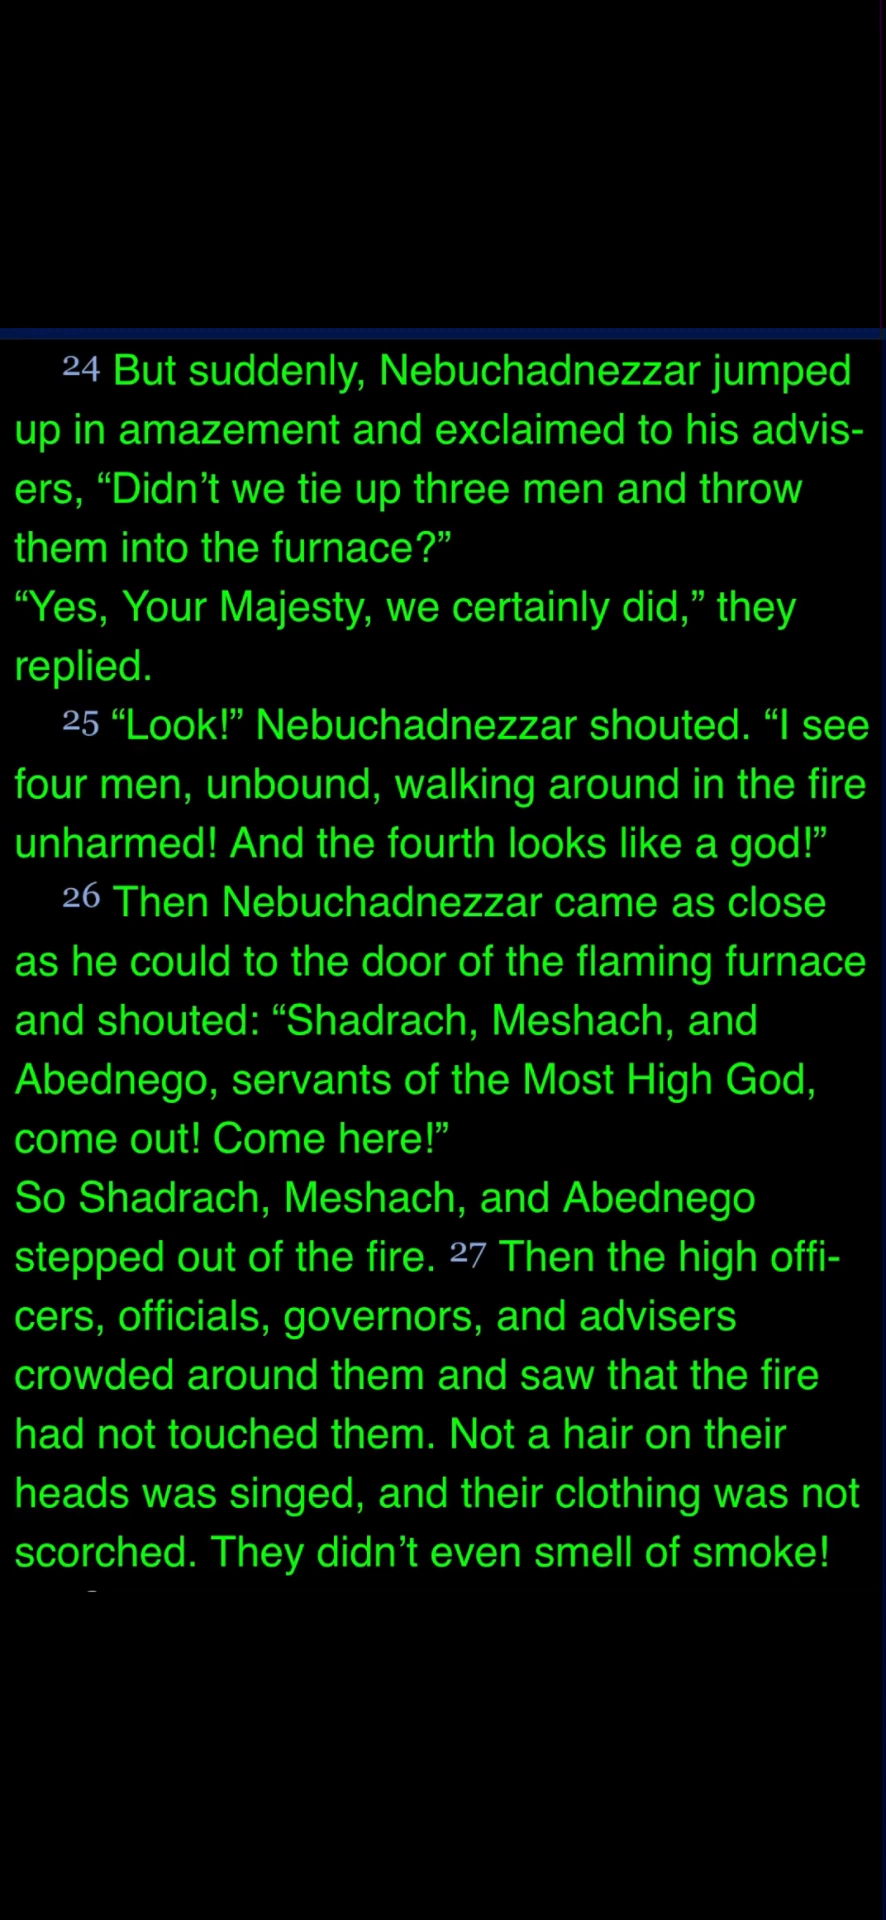 24 But suddenly, Nebuchadnezzar jumped
up in amazement and exclaimed to his advis-
ers, “Didn’t we tie up three men and throw
them into the furnace?”
“Yes, Your Majesty, we certainly did,” they
replied.
25 “Look!” Nebuchadnezzar shouted. “I see
four men, unbound, walking around in the fire
unharmed! And the fourth looks like a god!”
26 Then Nebuchadnezzar came as close
as he could to the door of the flaming furnace
and shouted: “Shadrach, Meshach, and
Abednego, servants of the Most High God,
come out! Come here!”
So Shadrach, Meshach, and Abednego
stepped out of the fire. 27 Then the high offi-
cers, officials, governors, and advisers
crowded around them and saw that the fire
had not touched them. Not a hair on their
heads was singed, and their clothing was not
scorched. They didn’t even smell of smoke!